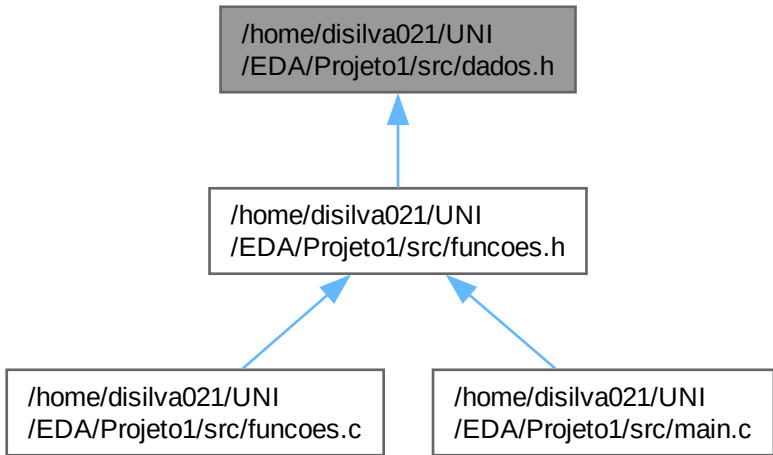 /home/disilva021/UNI
/EDA/Projeto1/src/dados.h
/home/disilva021/UNI
/EDA/Projeto1/src/funcoes.h
/home/disilva021/UNI
/EDA/Projeto1/src/funcoes.c
/home/disilva021/UNI
/EDA/Projeto1/src/main.c